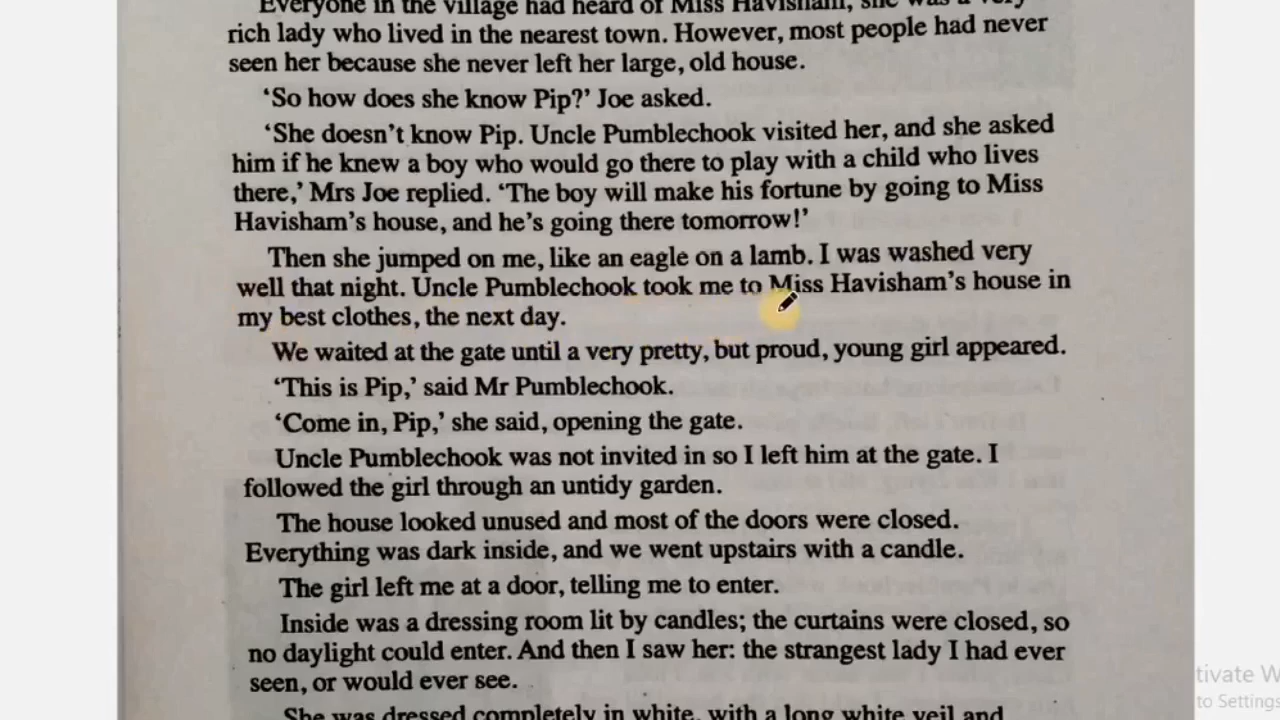 Everyone in the village had heard of Miss Havisham, she was a very
rich lady who lived in the nearest town. However, most people had never
seen her because she never left her large, old house.
‘So how does she know Pip?’ Joe asked.
‘She doesn’t know Pip. Uncle Pumblechook visited her, and she asked
him if he knew a boy who would go there to play with a child who lives
there,’ Mrs Joe replied. ‘The boy will make his fortune by going to Miss
Havisham’s house, and he’s going there tomorrow!’
Then she jumped on me, like an eagle on a lamb. I was washed very
well that night. Uncle Pumblechook took me to Miss Havisham’s house in
my best clothes, the next day.
We waited at the gate until a very pretty, but proud, young girl appeared.
‘This is Pip,’ said Mr Pumblechook.
‘Come in, Pip,’ she said, opening the gate.
Uncle Pumblechook was not invited in so I left him at the gate. I
followed the girl through an untidy garden.
The house looked unused and most of the doors were closed.
Everything was dark inside, and we went upstairs with a candle.
The girl left me at a door, telling me to enter.
Inside was a dressing room lit by candles; the curtains were closed, so
no daylight could enter. And then I saw her: the strangest lady I had ever
seen, or would ever see.
She was dressed completely in white, with a long white veil and
tivate W
to Settings